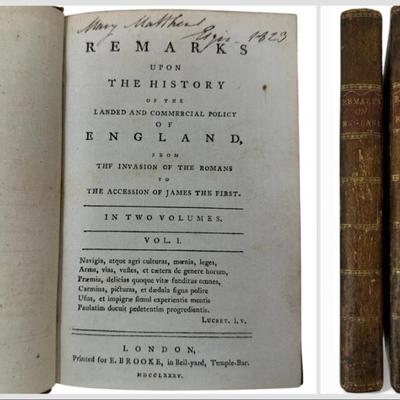 Mary 1823
REMARKS
UPON
THE HISTORY
OF THE
LANDED AND COMMERCIAL POLICY
OF
ENGLAND,
FROM
THE INVASION OF THE ROMANS
TO
THE ACCESSION OF JAMES THE FIRST.
IN TWO VOLUMES.
VOL. I.
Navigia, atque agri culturas, mœnia, leges,
Arma, vias, veſtes, et cætera de genere horum,
Præmia, delicias quoque vitæ funditus omnes,
Carmina, picturas, et dædala ſigna polire
Uſus, et impigræ ſimul experientia mentis
Paulatim docuit pedetentim progredientis.
LUCRET. l. v.
LONDON,
Printed for E. BROOKE, in Bell-yard, Temple-Bar.
MDCCLXXXV.
REMARKS
ON
ENGLAND